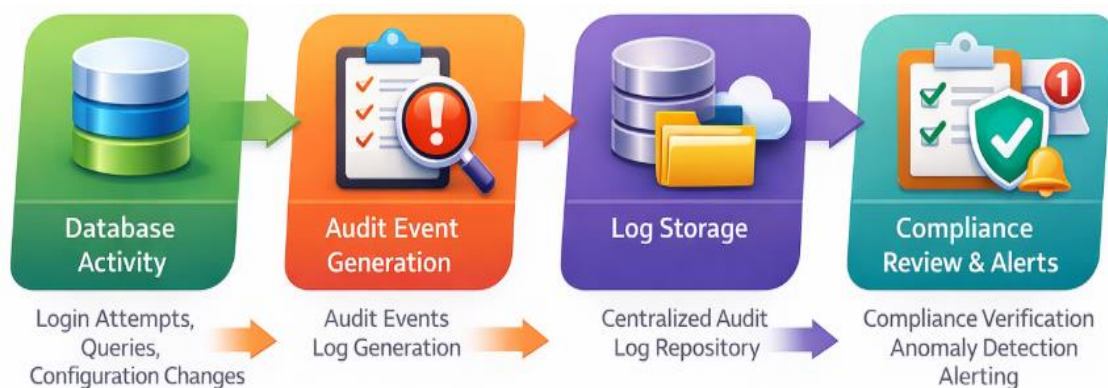 Database
Activity
Audit Event
Generation
Log Storage
Compliance
Review & Alerts
1
Login Attempts,
Queries,
Configuration Changes
Audit Events
Log Generation
Centralized Audit
Log Repository
Compliance Verification
Anomaly Detection
Alerting